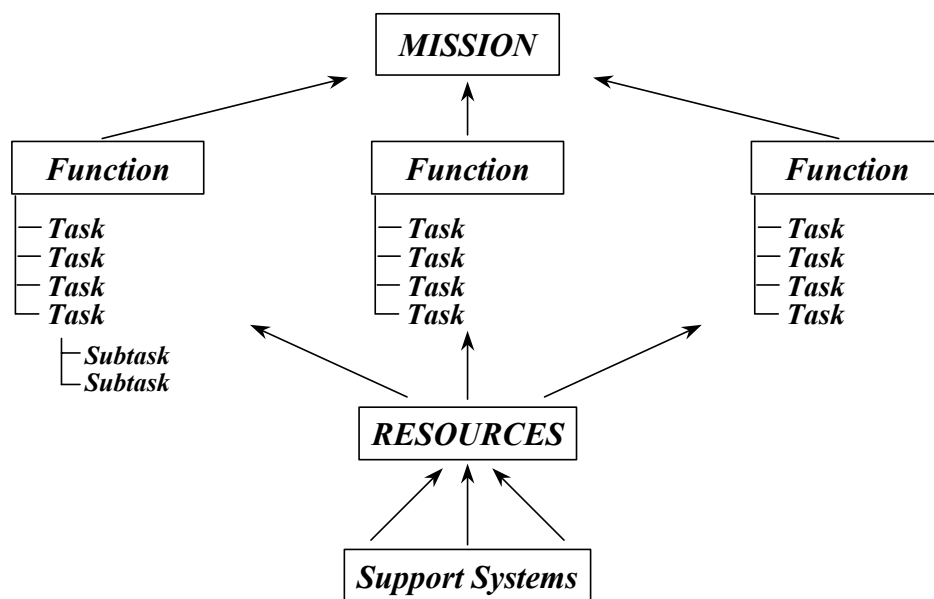 MISSION
Function Function Function
Task Task Task
Task Task Task
Task Task Task
Task Task Task
Subtask
Subtask
RESOURCES
Support Systems